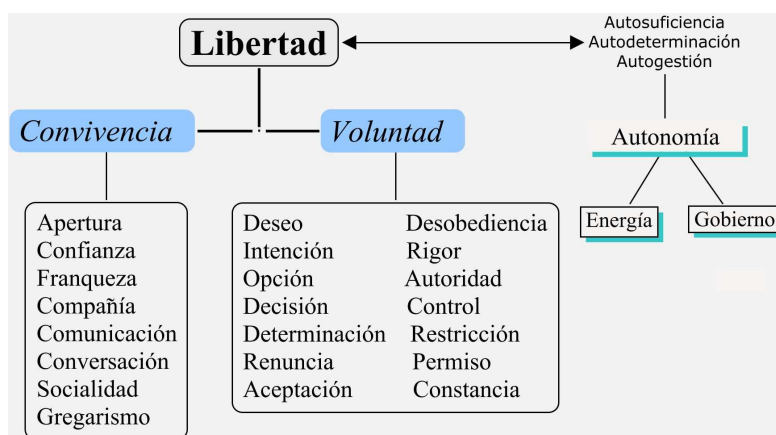 Libertad
Autosuficiencia
Autodeterminación
Autogestión
Convivencia
Voluntad
Autonomía
Energía
Gobierno
Apertura
Confianza
Franqueza
Compañía
Comunicación
Conversación
Socialidad
Gregarismo
Deseo
Intención
Opción
Decisión
Determinación
Renuncia
Aceptación
Desobediencia
Rigor
Autoridad
Control
Restricción
Permiso
Constancia